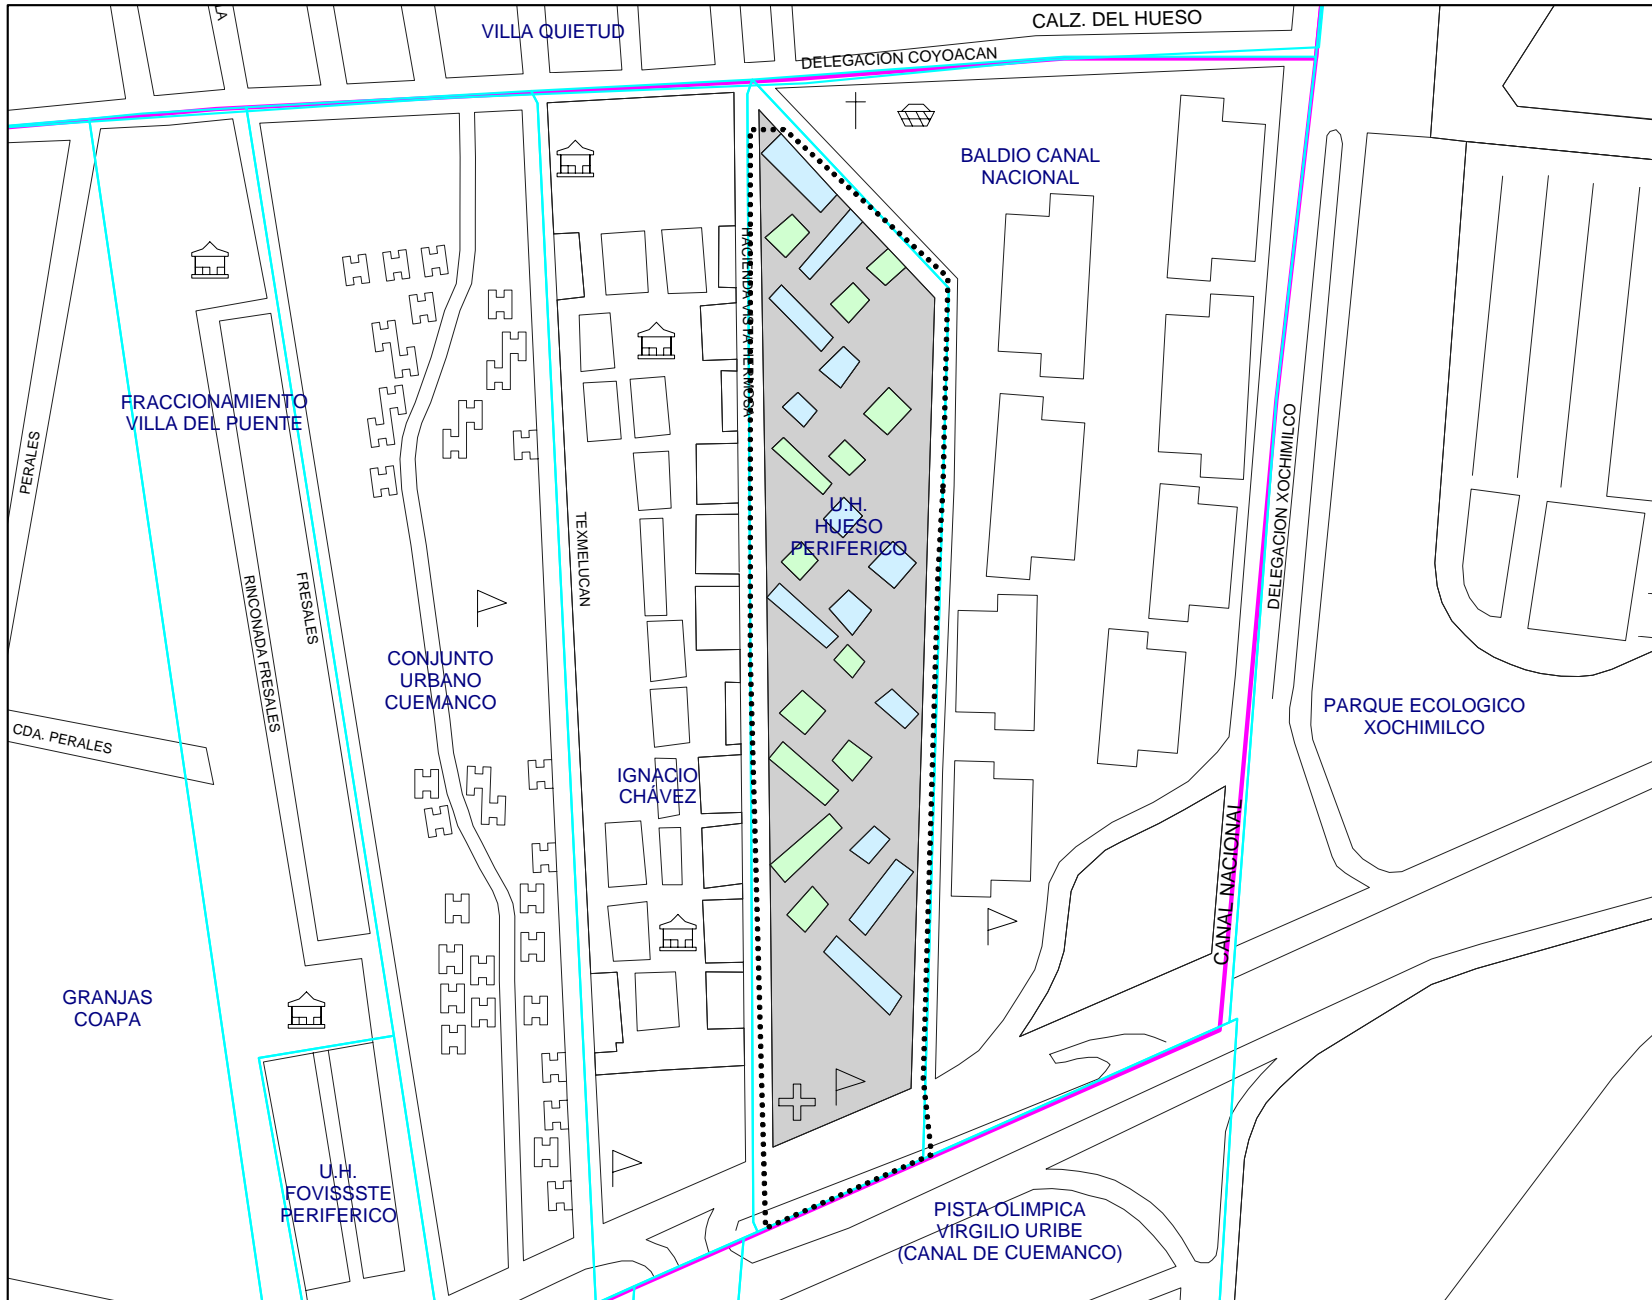 VILLA QUIETUD
CALZ. DEL HUESO
DELEGACION COYOACAN
BALDIO CANAL
NACIONAL
HACIENDA VISTA HERMOSA
FRACCIONAMIENTO
VILLA DEL PUENTE
PERALES
DELEGACION XOCHIMILCO
U.H.
HUESO
PERIFERICO
TEXMELUCAN
RINCONADA FRESALES
FRESALES
CONJUNTO
URBANO
CUEMANCO
PARQUE ECOLOGICO
XOCHIMILCO
CDA. PERALES
IGNACIO
CHÁVEZ
CANAL NACIONAL
GRANJAS
COAPA
U.H.
FOVISSSTE
PERIFERICO
PISTA OLIMPICA
VIRGILIO URIBE
(CANAL DE CUEMANCO)